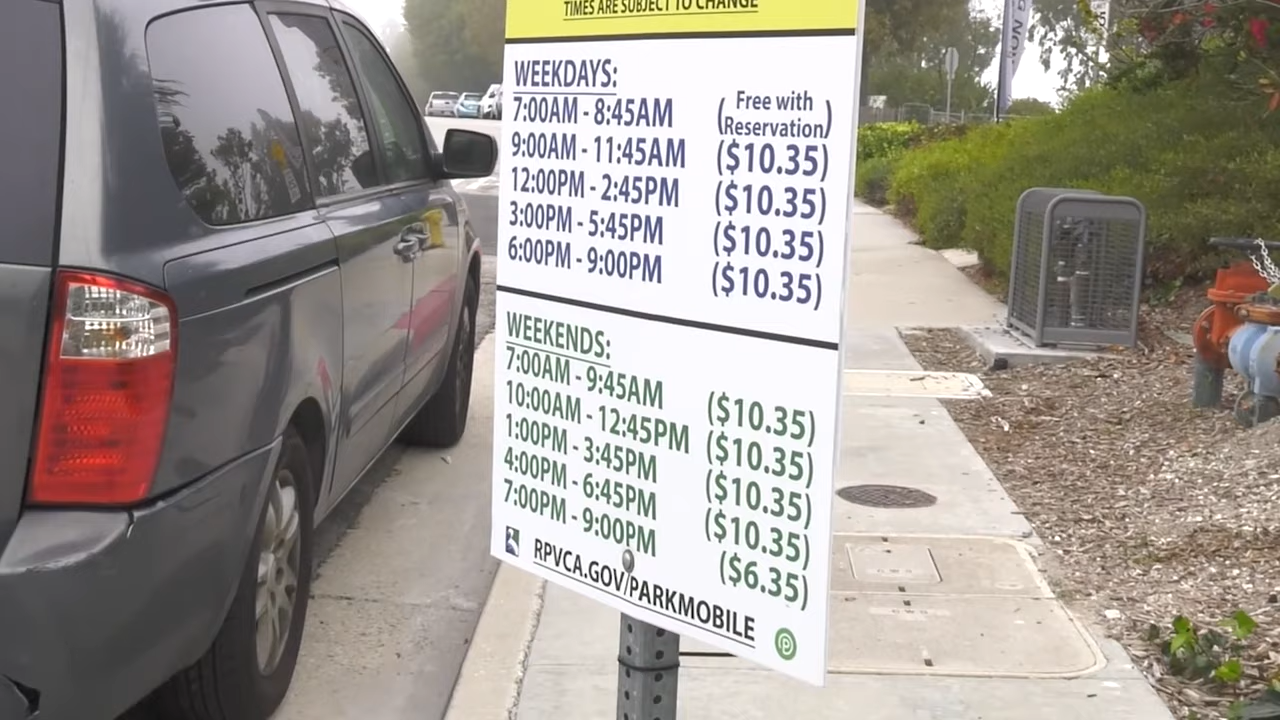 TIMES ARE SUBJECT TO CHANGE
WEEKDAYS:
7:00AM - 8:45AM (Free with Reservation)
9:00AM - 11:45AM ($10.35)
12:00PM - 2:45PM ($10.35)
3:00PM - 5:45PM ($10.35)
6:00PM - 9:00PM ($10.35)
WEEKENDS:
7:00AM - 9:45AM ($10.35)
10:00AM - 12:45PM ($10.35)
1:00PM - 3:45PM ($10.35)
4:00PM - 6:45PM ($10.35)
7:00PM - 9:00PM ($6.35)
RPVCA.GOV/PARKMOBILE